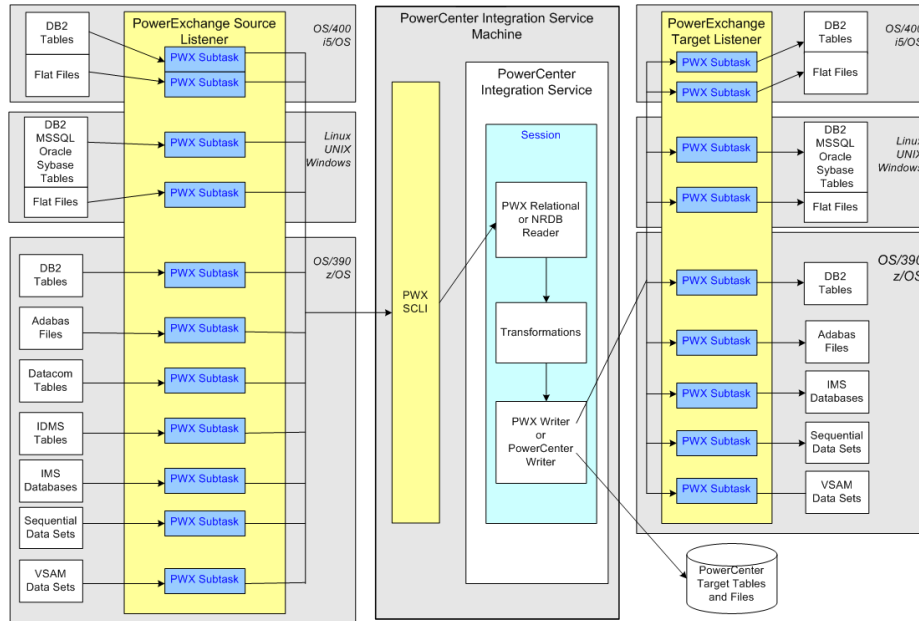 PowerExchange Source
Listener
OS/400
i5/OS
DB2
Tables
Flat Files
PWX Subtask
PWX Subtask
Linux
UNIX
Windows
DB2
MSSQL
Oracle
Sybase
Tables
Flat Files
PWX Subtask
PWX Subtask
OS/390
z/OS
DB2
Tables
PWX Subtask
Adabas
Files
PWX Subtask
Datacom
Tables
PWX Subtask
IDMS
Tables
PWX Subtask
IMS
Databases
PWX Subtask
Sequential
Data Sets
PWX Subtask
VSAM
Data Sets
PWX Subtask
PowerCenter Integration Service
Machine
PWX
SCLI
PowerCenter
Integration Service
Session
PWX Relational
or NRDB
Reader
Transformations
PWX Writer
or
PowerCenter
Writer
PowerExchange
Target Listener
OS/400
i5/OS
PWX Subtask
PWX Subtask
DB2
Tables
Flat Files
Linux
UNIX
Windows
PWX Subtask
PWX Subtask
DB2
MSSQL
Oracle
Sybase
Tables
Flat Files
OS/390
z/OS
PWX Subtask
DB2
Tables
PWX Subtask
Adabas
Files
PWX Subtask
IMS
Databases
PWX Subtask
Sequential
Data Sets
PWX Subtask
VSAM
Data Sets
PowerCenter
Target Tables
and Files